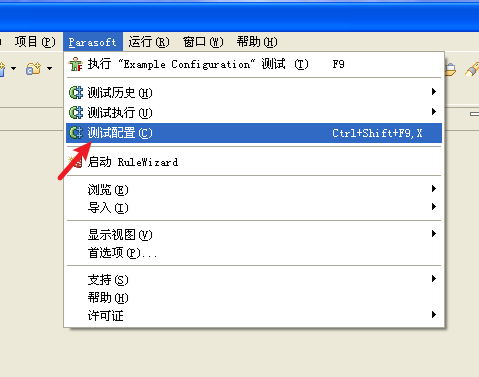 项目(P) Parasoft 运行(R) 窗口(W) 帮助(H)
执行 "Example Configuration" 测试 (T) F9
测试历史(H)
测试执行(U)
测试配置(C) Ctrl+Shift+F9,X
启动 RuleWizard
浏览(E)
导入(I)
显示视图(V)
首选项(P)...
支持(S)
帮助(H)
许可证